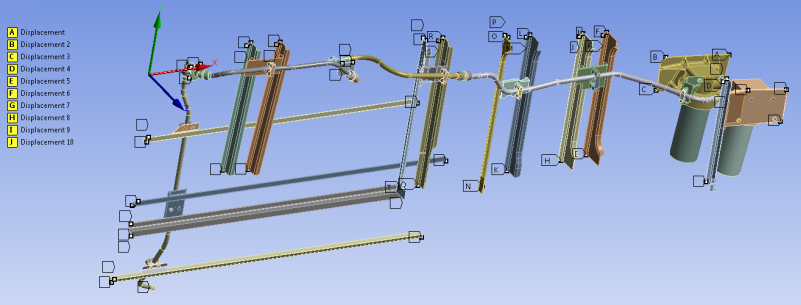 A Displacement
B Displacement 2
C Displacement 3
D Displacement 4
E Displacement 5
F Displacement 6
G Displacement 7
H Displacement 8
I Displacement 9
J Displacement 10
P
O
L
F
R
S
J
B
A
C
D
X
H
E
K
N